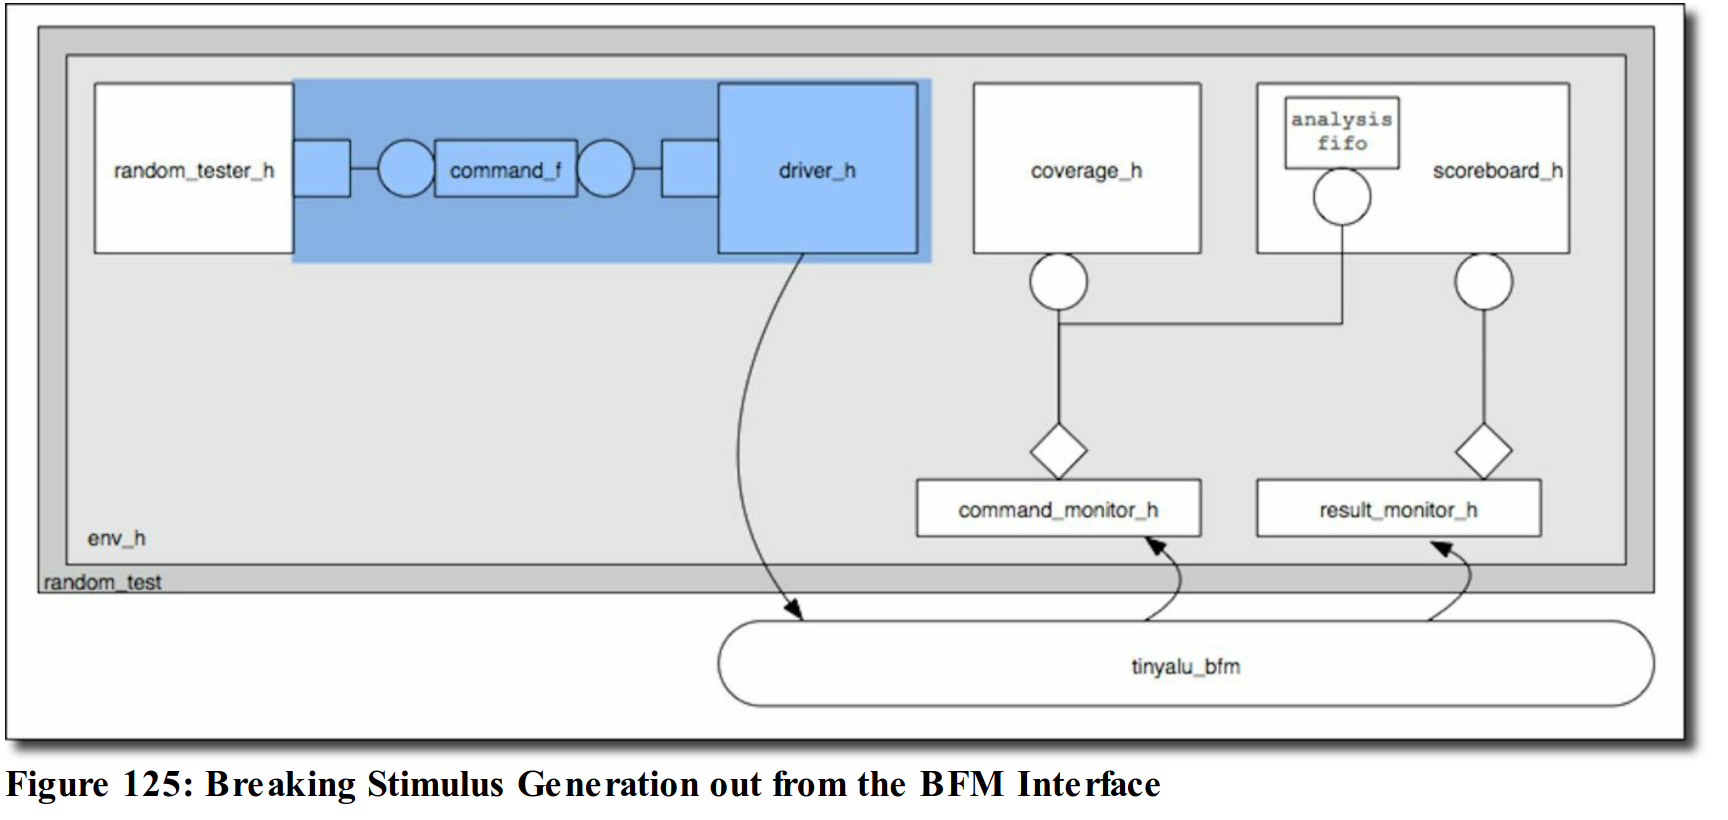 random_tester_h
command_f
driver_h
coverage_h
analysis
fifo
scoreboard_h
command_monitor_h
result_monitor_h
env_h
random_test
tinyalu_bfm
Figure 125: Breaking Stimulus Generation out from the BFM Interface